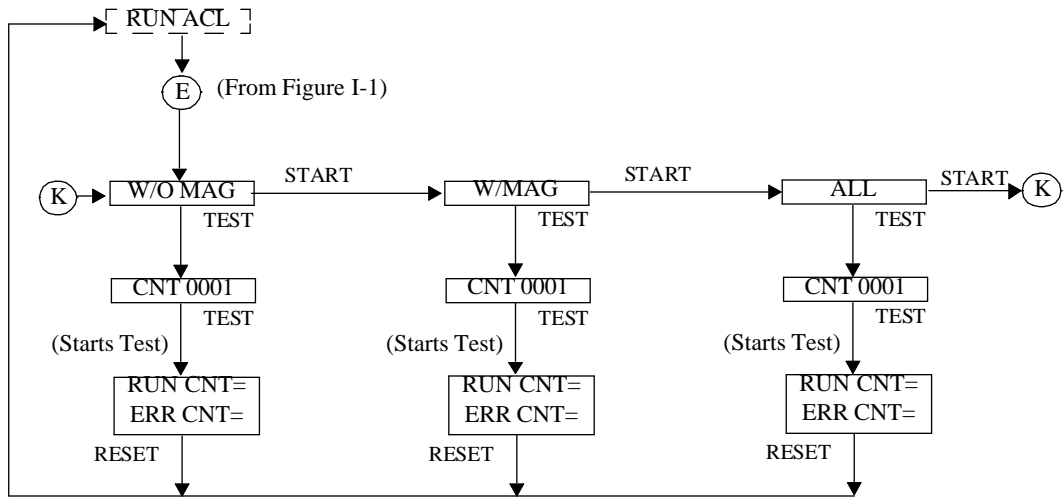 RUN ACL
E (From Figure I-1)
START START START
K W/O MAG W/MAG ALL K
TEST TEST TEST
CNT 0001 CNT 0001 CNT 0001
TEST TEST TEST
(Starts Test) (Starts Test) (Starts Test)
RUN CNT= RUN CNT= RUN CNT=
ERR CNT= ERR CNT= ERR CNT=
RESET RESET RESET